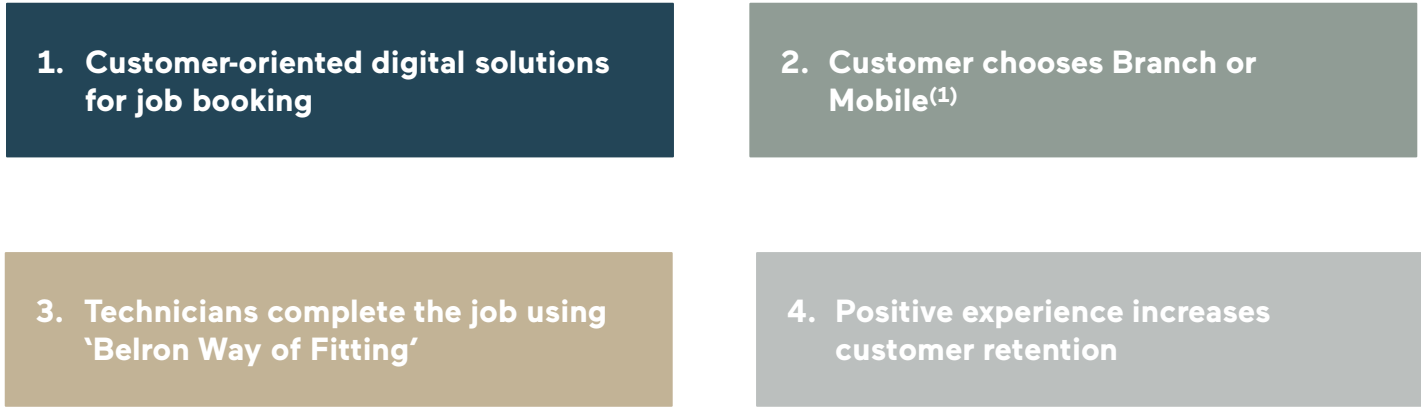 1. Customer-oriented digital solutions
for job booking
2. Customer chooses Branch or
Mobile(1)
3. Technicians complete the job using
‘Belron Way of Fitting’
4. Positive experience increases
customer retention